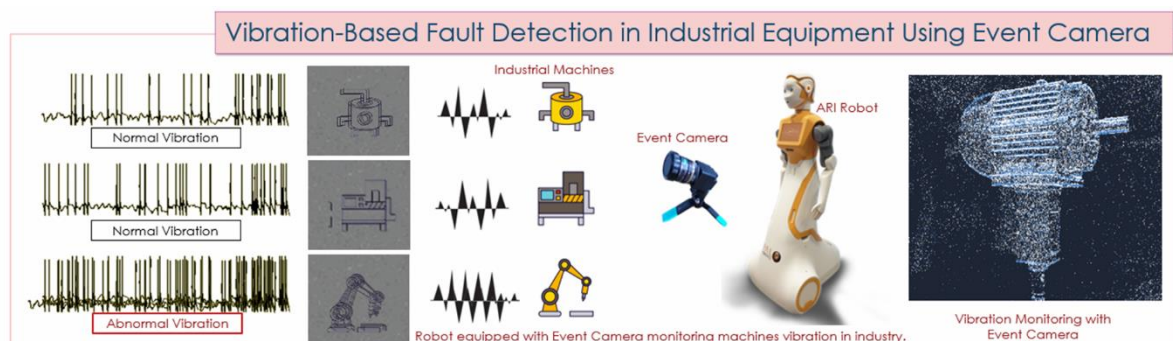 Vibration-Based Fault Detection in Industrial Equipment Using Event Camera
Normal Vibration
Normal Vibration
Abnormal Vibration
Industrial Machines
Event Camera
ARI Robot
Robot equipped with Event Camera monitoring machines vibration in industry.
Vibration Monitoring with
Event Camera